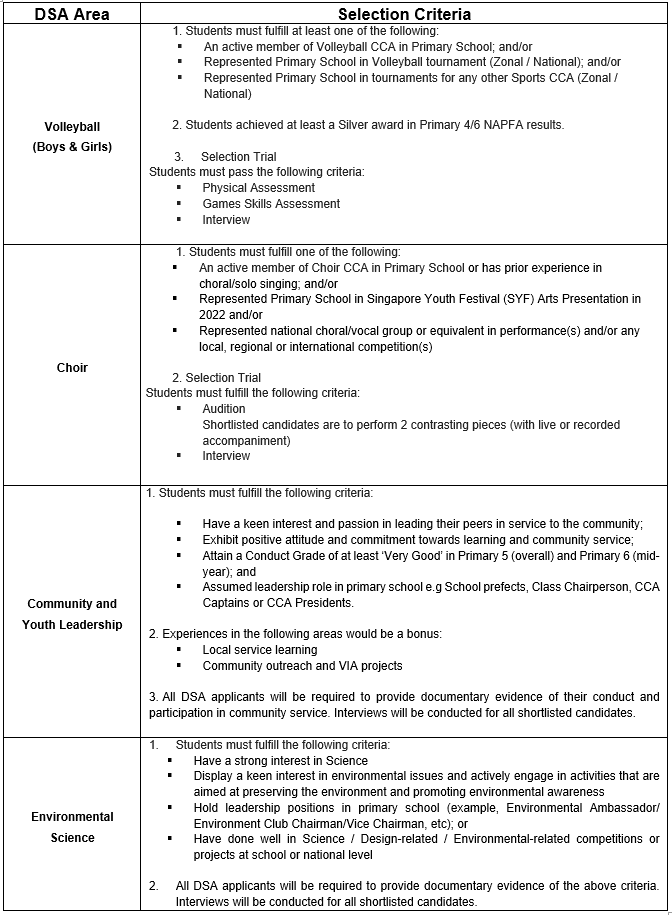 DSA Area
Selection Criteria
Volleyball
(Boys & Girls)
1. Students must fulfill at least one of the following:
▪ An active member of Volleyball CCA in Primary School; and/or
▪ Represented Primary School in Volleyball tournament (Zonal / National); and/or
▪ Represented Primary School in tournaments for any other Sports CCA (Zonal /
National)
2. Students achieved at least a Silver award in Primary 4/6 NAPFA results.
3. Selection Trial
Students must pass the following criteria:
▪ Physical Assessment
▪ Games Skills Assessment
▪ Interview
Choir
1. Students must fulfill one of the following:
▪ An active member of Choir CCA in Primary School or has prior experience in
choral/solo singing; and/or
▪ Represented Primary School in Singapore Youth Festival (SYF) Arts Presentation in
2022 and/or
▪ Represented national choral/vocal group or equivalent in performance(s) and/or any
local, regional or international competition(s)
2. Selection Trial
Students must fulfill the following criteria:
▪ Audition
Shortlisted candidates are to perform 2 contrasting pieces (with live or recorded
accompaniment)
▪ Interview
Community and
Youth Leadership
1. Students must fulfill the following criteria:
▪ Have a keen interest and passion in leading their peers in service to the community;
▪ Exhibit positive attitude and commitment towards learning and community service;
▪ Attain a Conduct Grade of at least ‘Very Good’ in Primary 5 (overall) and Primary 6 (mid-
year); and
▪ Assumed leadership role in primary school e.g School prefects, Class Chairperson, CCA
Captains or CCA Presidents.
2. Experiences in the following areas would be a bonus:
▪ Local service learning
▪ Community outreach and VIA projects
3. All DSA applicants will be required to provide documentary evidence of their conduct and
participation in community service. Interviews will be conducted for all shortlisted candidates.
Environmental
Science
1. Students must fulfill the following criteria:
▪ Have a strong interest in Science
▪ Display a keen interest in environmental issues and actively engage in activities that are
aimed at preserving the environment and promoting environmental awareness
▪ Hold leadership positions in primary school (example, Environmental Ambassador/
Environment Club Chairman/Vice Chairman, etc); or
▪ Have done well in Science / Design-related / Environmental-related competitions or
projects at school or national level
2. All DSA applicants will be required to provide documentary evidence of the above criteria.
Interviews will be conducted for all shortlisted candidates.